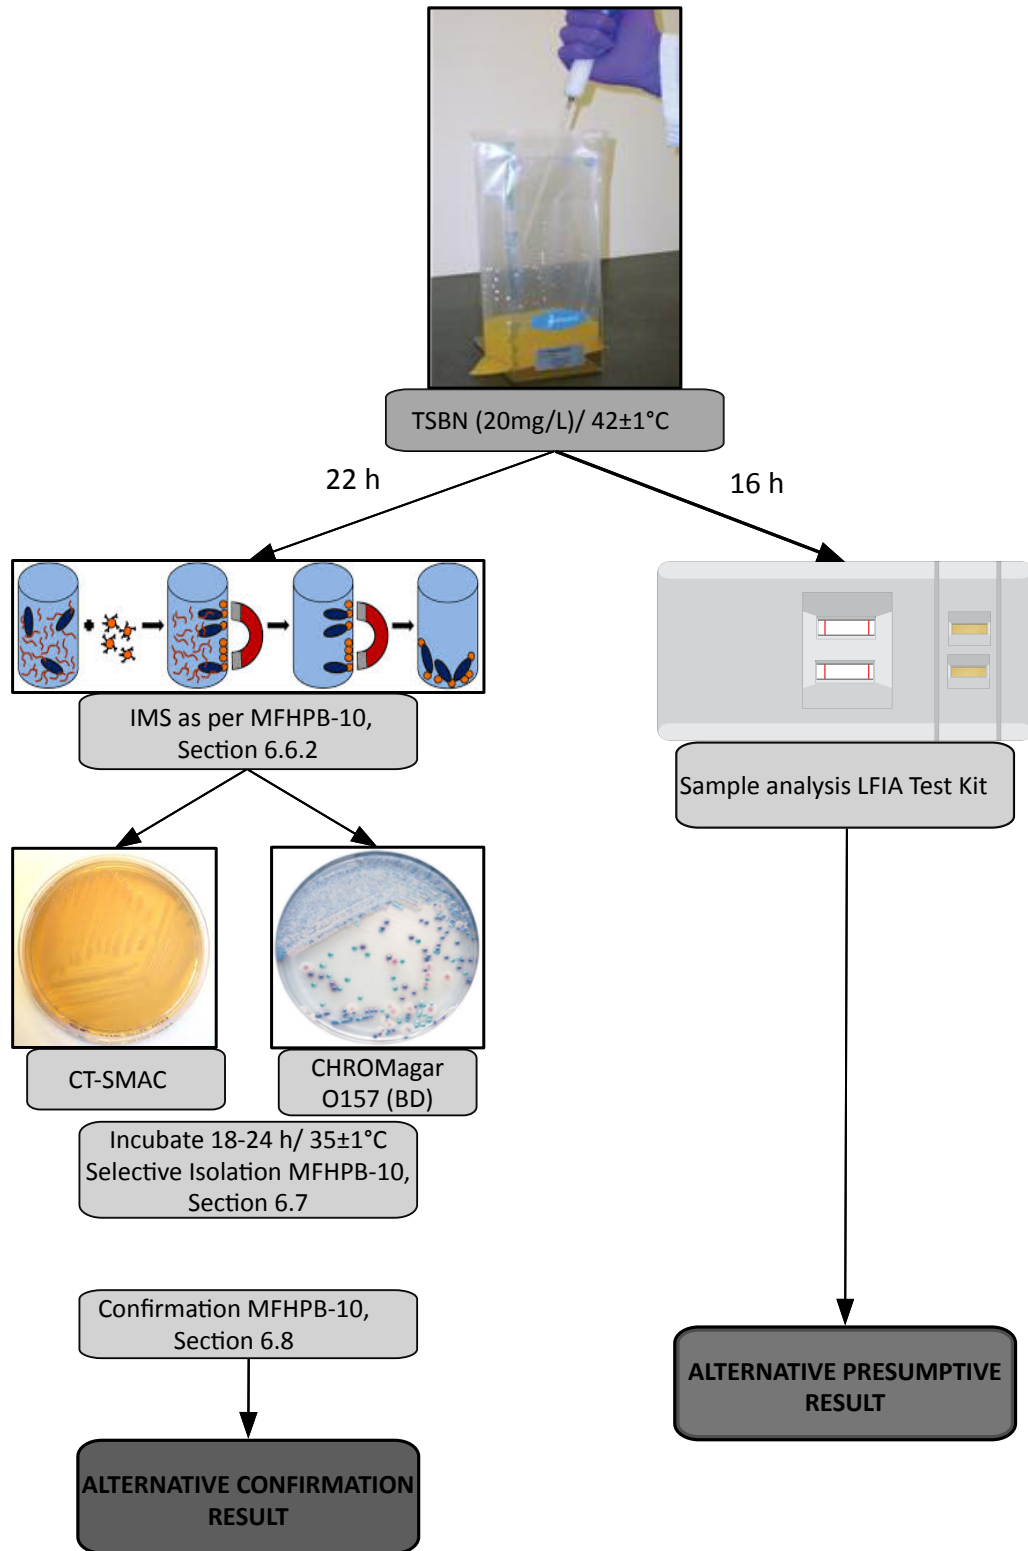 TSBN (20mg/L)/ 42±1°C
22 h
16 h
IMS as per MFHPB-10,
Section 6.6.2
Sample analysis LFIA Test Kit
CT-SMAC
CHROMagar
O157 (BD)
Incubate 18-24 h/ 35±1°C
Selective Isolation MFHPB-10,
Section 6.7
Confirmation MFHPB-10,
Section 6.8
ALTERNATIVE PRESUMPTIVE
RESULT
ALTERNATIVE CONFIRMATION
RESULT